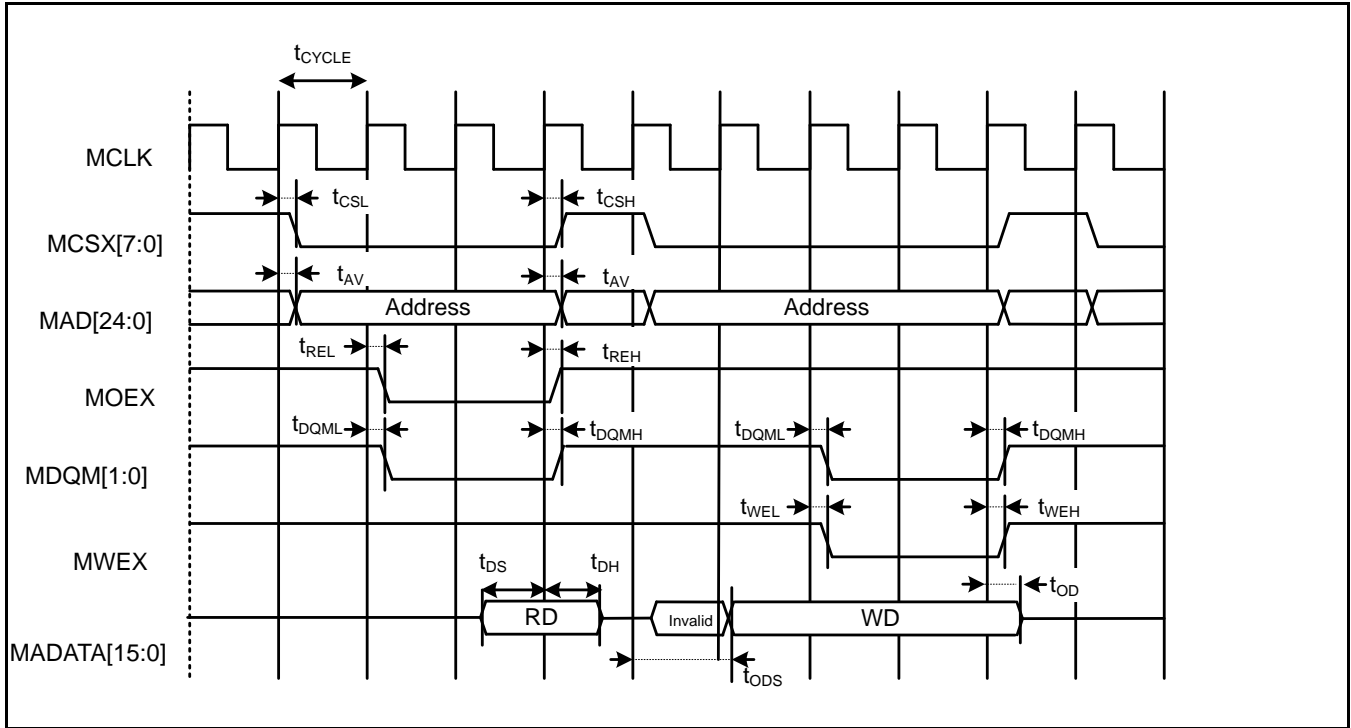 tCYCLE
MCLK
tCSL tCSH
MCSX[7:0]
tAV tAV
MAD[24:0] Address Address
tREL tREH
MOEX
tDQML tDQMH tDQML tDQMH
MDQM[1:0]
tWEL tWEH
MWEX
tDS tDH
tOD
RD Invalid WD
MADATA[15:0]
tODS